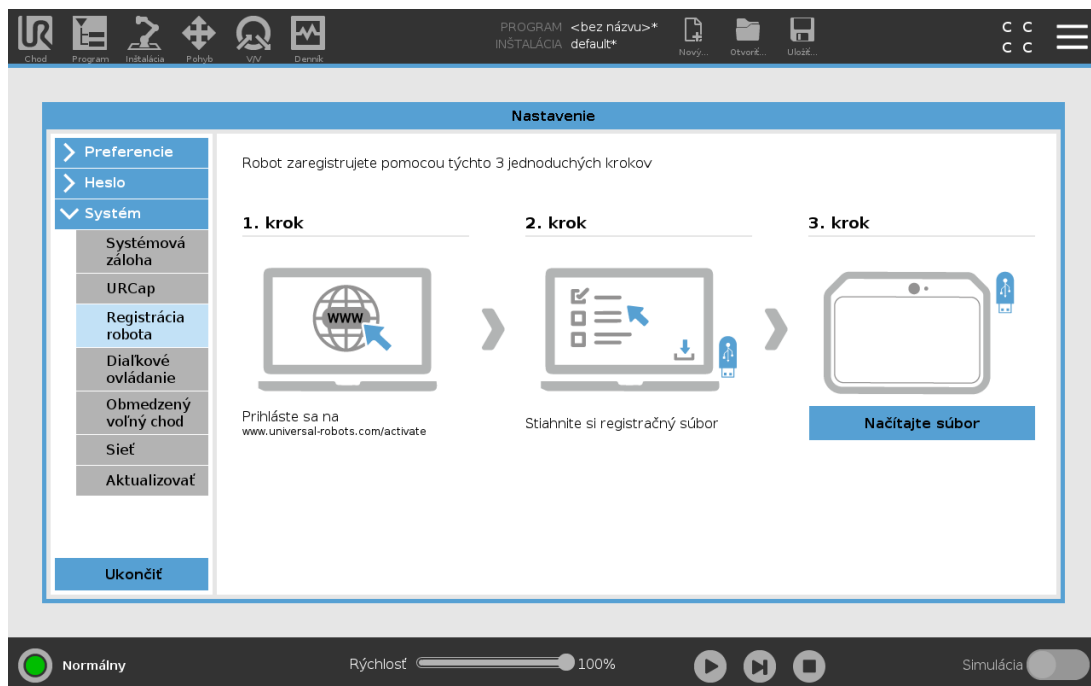 PROGRAM <bez názvu>*
INŠTALÁCIA default*
C C
C C
Chod Program Inštalácia Pohyb V/V Denník Nový... Otvoriť... Uložiť...
Nastavenie
Preferencie
Heslo
Systém
Systémová
záloha
URCap
Registrácia
robota
Diaľkové
ovládanie
Obmedzený
voľný chod
Sieť
Aktualizovať
Ukončiť
Robot zaregistrujete pomocou týchto 3 jednoduchých krokov
1. krok
WWW
Prihláste sa na
www.universal-robots.com/activate
2. krok
Stiahnite si registračný súbor
3. krok
Načítajte súbor
Normálny
Rýchlosť 100%
Simulácia